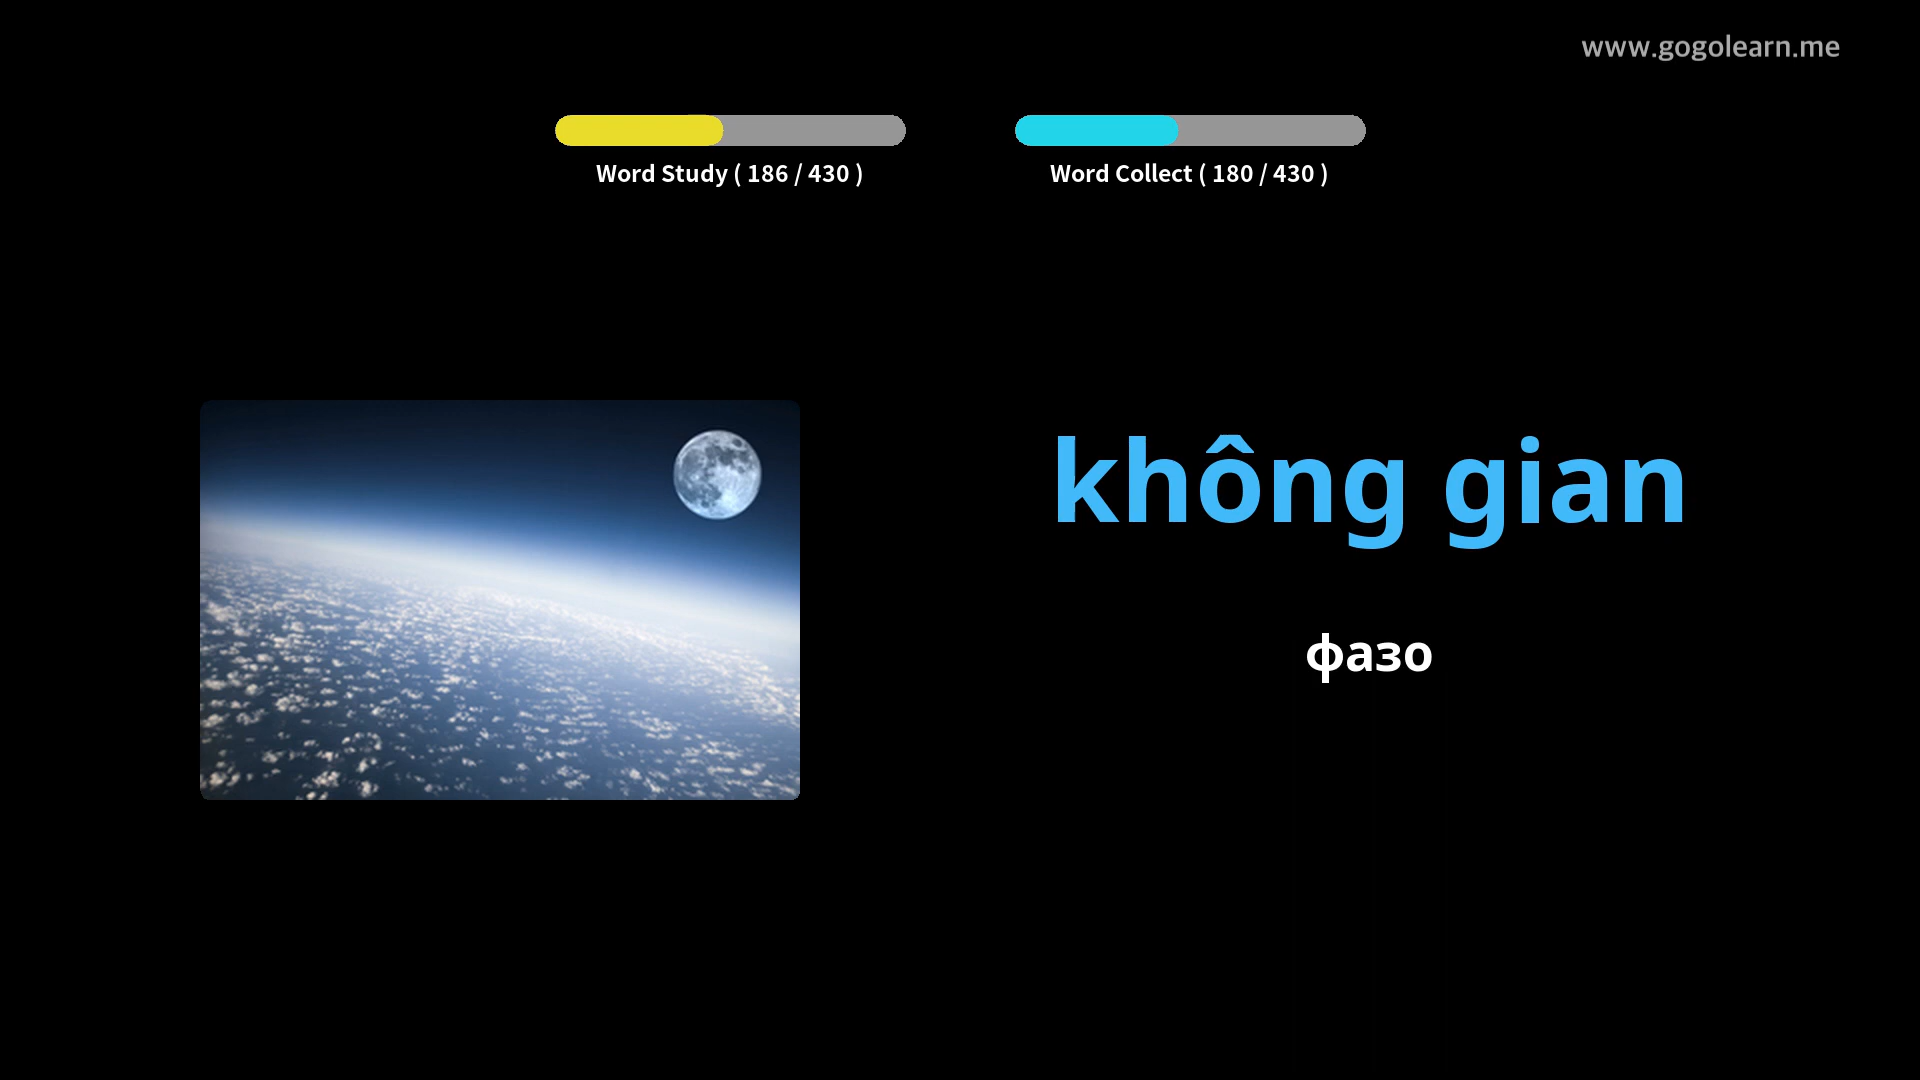 www.gogolearn.me
Word Study ( 186 / 430 )
Word Collect ( 180 / 430 )
không gian
фазо